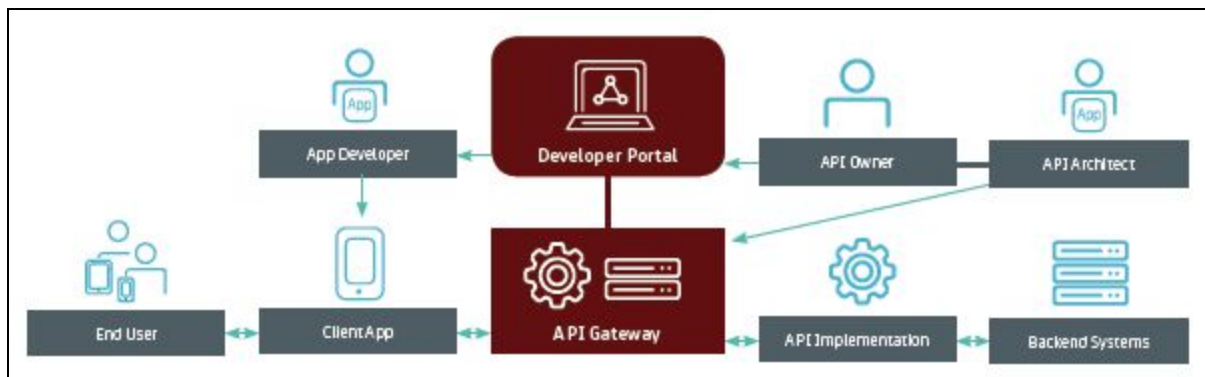 App
App Developer
Developer Portal
API Owner
App
API Architect
End User
Client App
API Gateway
API Implementation
Backend Systems